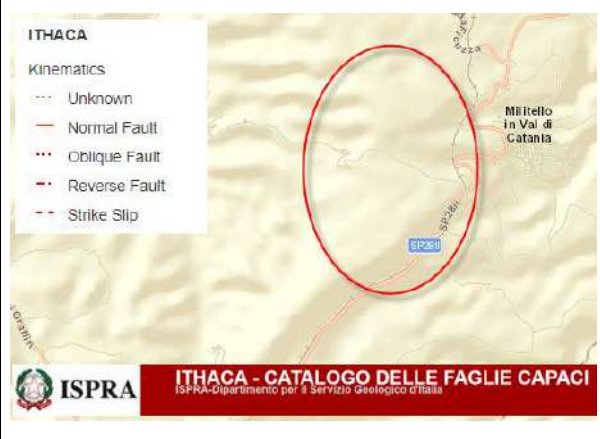 ITHACA
Kinematics
Unknown
Normal Fault
Oblique Fault
Reverse Fault
Strike Slip
Militello
in Val di
Catania
SP28II
SP28II
ISPRA
ITHACA - CATALOGO DELLE FAGLIE CAPACI
ISPRA-Dipartimento per il Servizio Geologico d'Italia